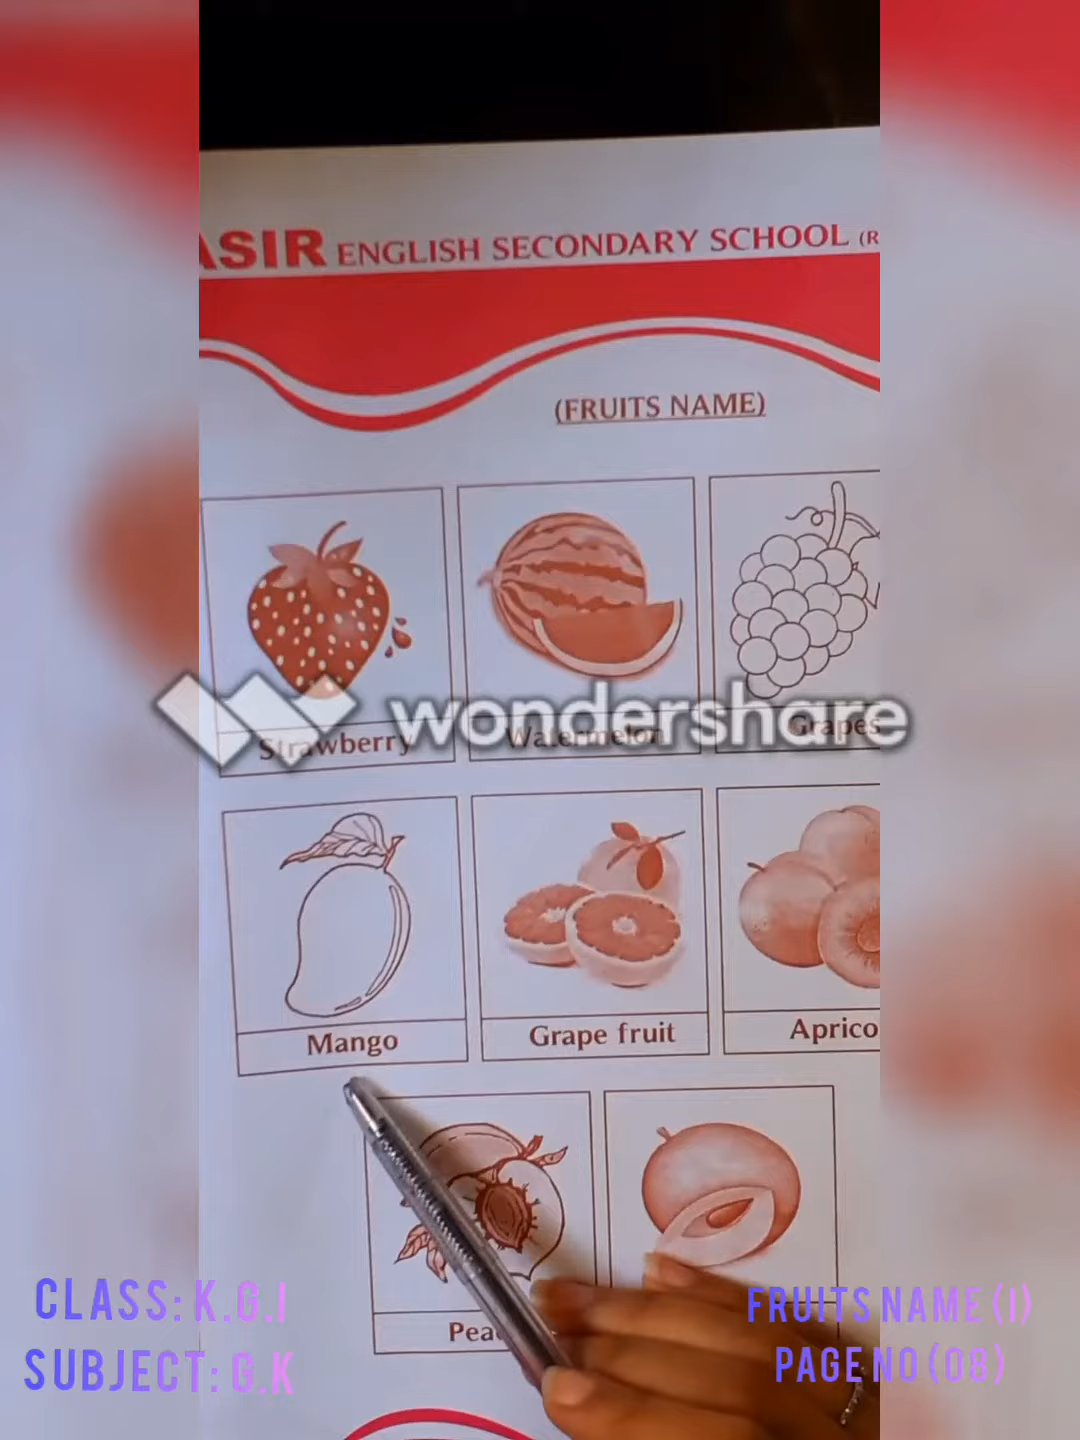 ASIR ENGLISH SECONDARY SCHOOL (R
(FRUITS NAME)
Strawberry
Watermelon
Grapes
wondershare
Mango
Grape fruit
Aprico
Pea
CLASS: K.G.I
SUBJECT: G.K
FRUITS NAME (I)
PAGE NO (08)